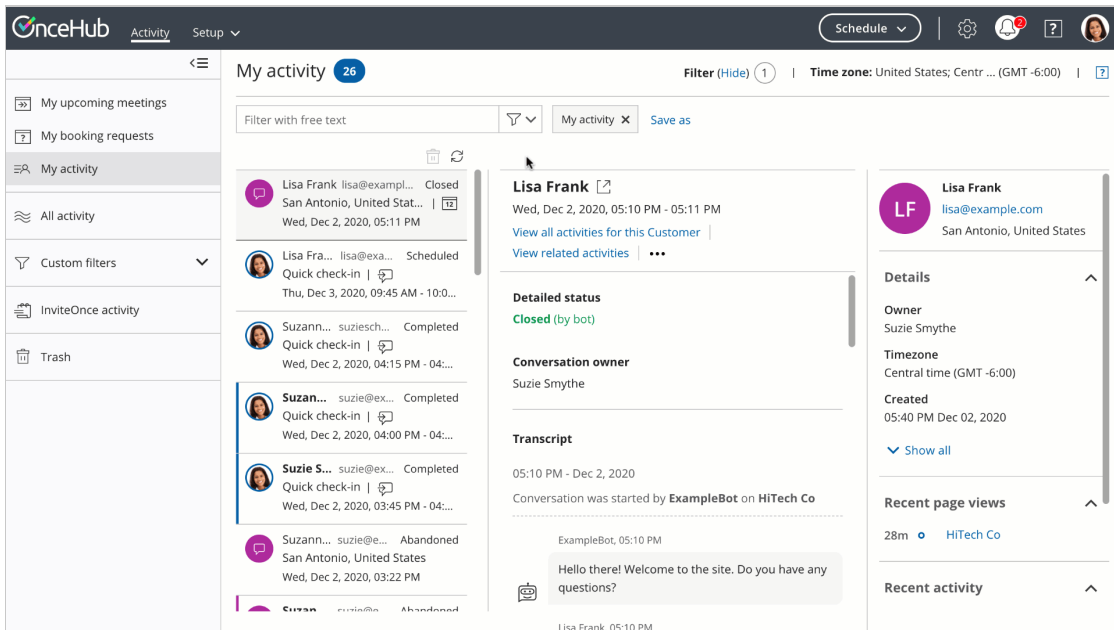 OnceHub Activity Setup Schedule 2 ?
My activity 26 Filter (Hide) 1 | Time zone: United States; Centr ... (GMT -6:00) | ?
My upcoming meetings
My booking requests
My activity
All activity
Custom filters
InviteOnce activity
Trash
Filter with free text My activity Save as
Lisa Frank lisa@exampl... Closed
San Antonio, United Stat... | 12
Wed, Dec 2, 2020, 05:11 PM
Lisa Fra... lisa@exa... Scheduled
Quick check-in |
Thu, Dec 3, 2020, 09:45 AM - 10:0...
Suzann... suziesch... Completed
Quick check-in |
Wed, Dec 2, 2020, 04:15 PM - 04:...
Suzan... suzie@ex... Completed
Quick check-in |
Wed, Dec 2, 2020, 04:00 PM - 04:...
Suzie S... suzie@ex... Completed
Quick check-in |
Wed, Dec 2, 2020, 03:45 PM - 04:...
Suzann... suzie@e... Abandoned
San Antonio, United States
Wed, Dec 2, 2020, 03:22 PM
Suzan... suzie@e... Abandoned
Lisa Frank
Wed, Dec 2, 2020, 05:10 PM - 05:11 PM
View all activities for this Customer
View related activities
Detailed status
Closed (by bot)
Conversation owner
Suzie Smythe
Transcript
05:10 PM - Dec 2, 2020
Conversation was started by ExampleBot on HiTech Co
ExampleBot, 05:10 PM
Hello there! Welcome to the site. Do you have any
questions?
Lisa Frank, 05:10 PM
LF
Lisa Frank
lisa@example.com
San Antonio, United States
Details
Owner
Suzie Smythe
Timezone
Central time (GMT -6:00)
Created
05:40 PM Dec 02, 2020
Show all
Recent page views
28m HiTech Co
Recent activity